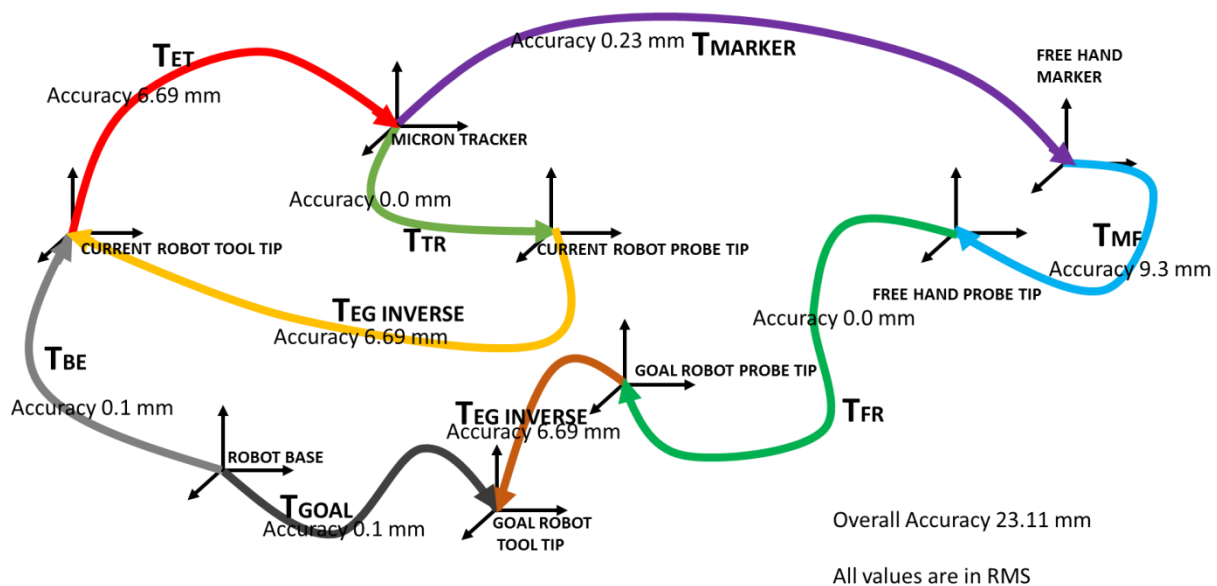 TET
Accuracy 6.69 mm
Accuracy 0.23 mm
TMARKER
FREE HAND
MARKER
MICRON TRACKER
Accuracy 0.0 mm
TTR
CURRENT ROBOT TOOL TIP
CURRENT ROBOT PROBE TIP
TMF
Accuracy 9.3 mm
FREE HAND PROBE TIP
TEG INVERSE
Accuracy 6.69 mm
Accuracy 0.0 mm
TBE
Accuracy 0.1 mm
GOAL ROBOT PROBE TIP
TEG INVERSE
Accuracy 6.69 mm
TFR
ROBOT BASE
TGOAL
Accuracy 0.1 mm
GOAL ROBOT
TOOL TIP
Overall Accuracy 23.11 mm
All values are in RMS